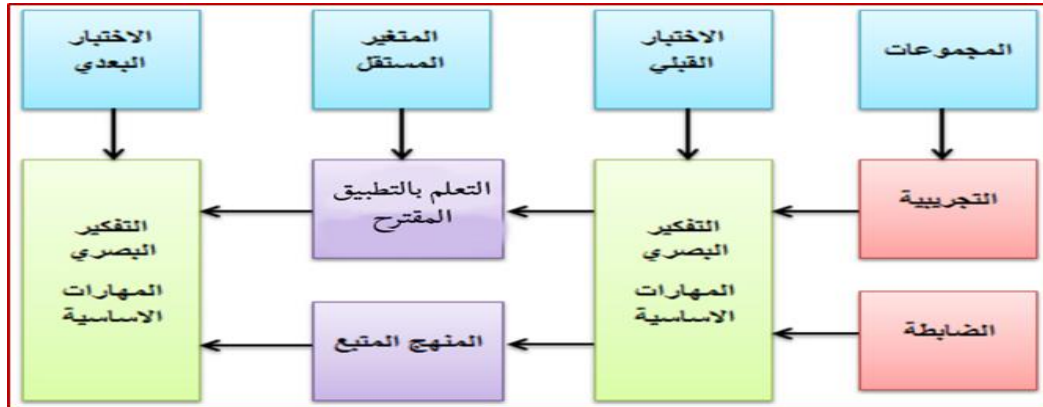 المجموعات
الاختبار
القبلي
المتغير
المستقل
الاختبار
البعدي
التجريبية
التفكير
البصري
المهارات
الاساسية
التعلم بالتطبيق
المقترح
التفكير
البصري
المهارات
الاساسية
الضابطة
المنهج المتبع